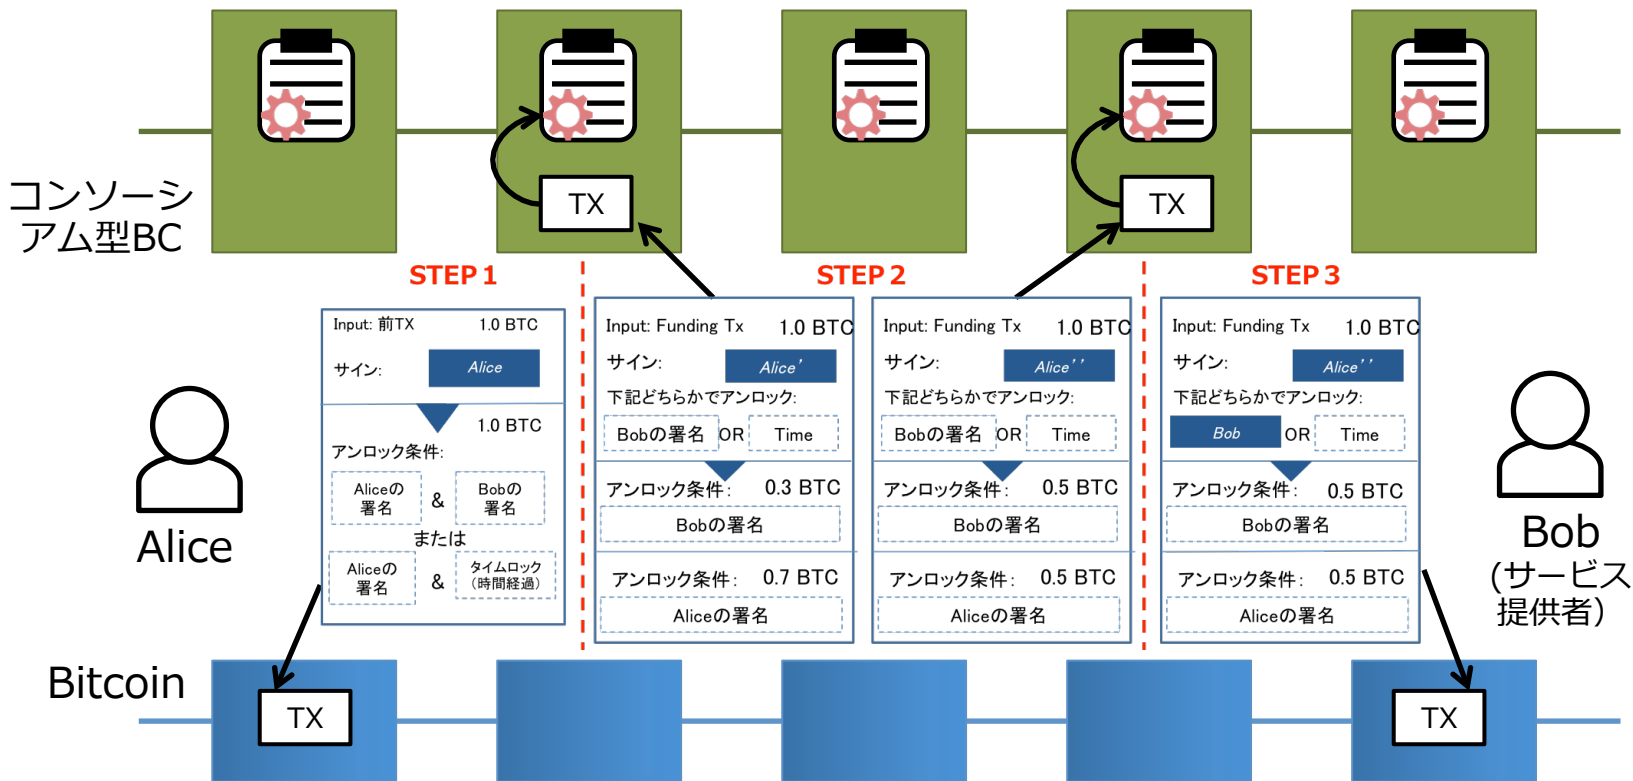 コンソーシ
アム型BC
TX
TX
STEP 1
STEP 2
STEP 3
Input: 前TX 1.0 BTC
サイン: Alice
1.0 BTC
アンロック条件:
Aliceの
署名
&
Bobの
署名
または
Aliceの
署名
&
タイムロック
(時間経過)
Input: Funding Tx 1.0 BTC
サイン: Alice'
下記どちらかでアンロック:
Bobの署名 OR Time
アンロック条件: 0.3 BTC
Bobの署名
アンロック条件: 0.7 BTC
Aliceの署名
Input: Funding Tx 1.0 BTC
サイン: Alice''
下記どちらかでアンロック:
Bobの署名 OR Time
アンロック条件: 0.5 BTC
Bobの署名
アンロック条件: 0.5 BTC
Aliceの署名
Input: Funding Tx 1.0 BTC
サイン: Alice''
下記どちらかでアンロック:
Bob OR Time
アンロック条件: 0.5 BTC
Bobの署名
アンロック条件: 0.5 BTC
Aliceの署名
Alice
Bob
(サービス
提供者)
Bitcoin
TX
TX